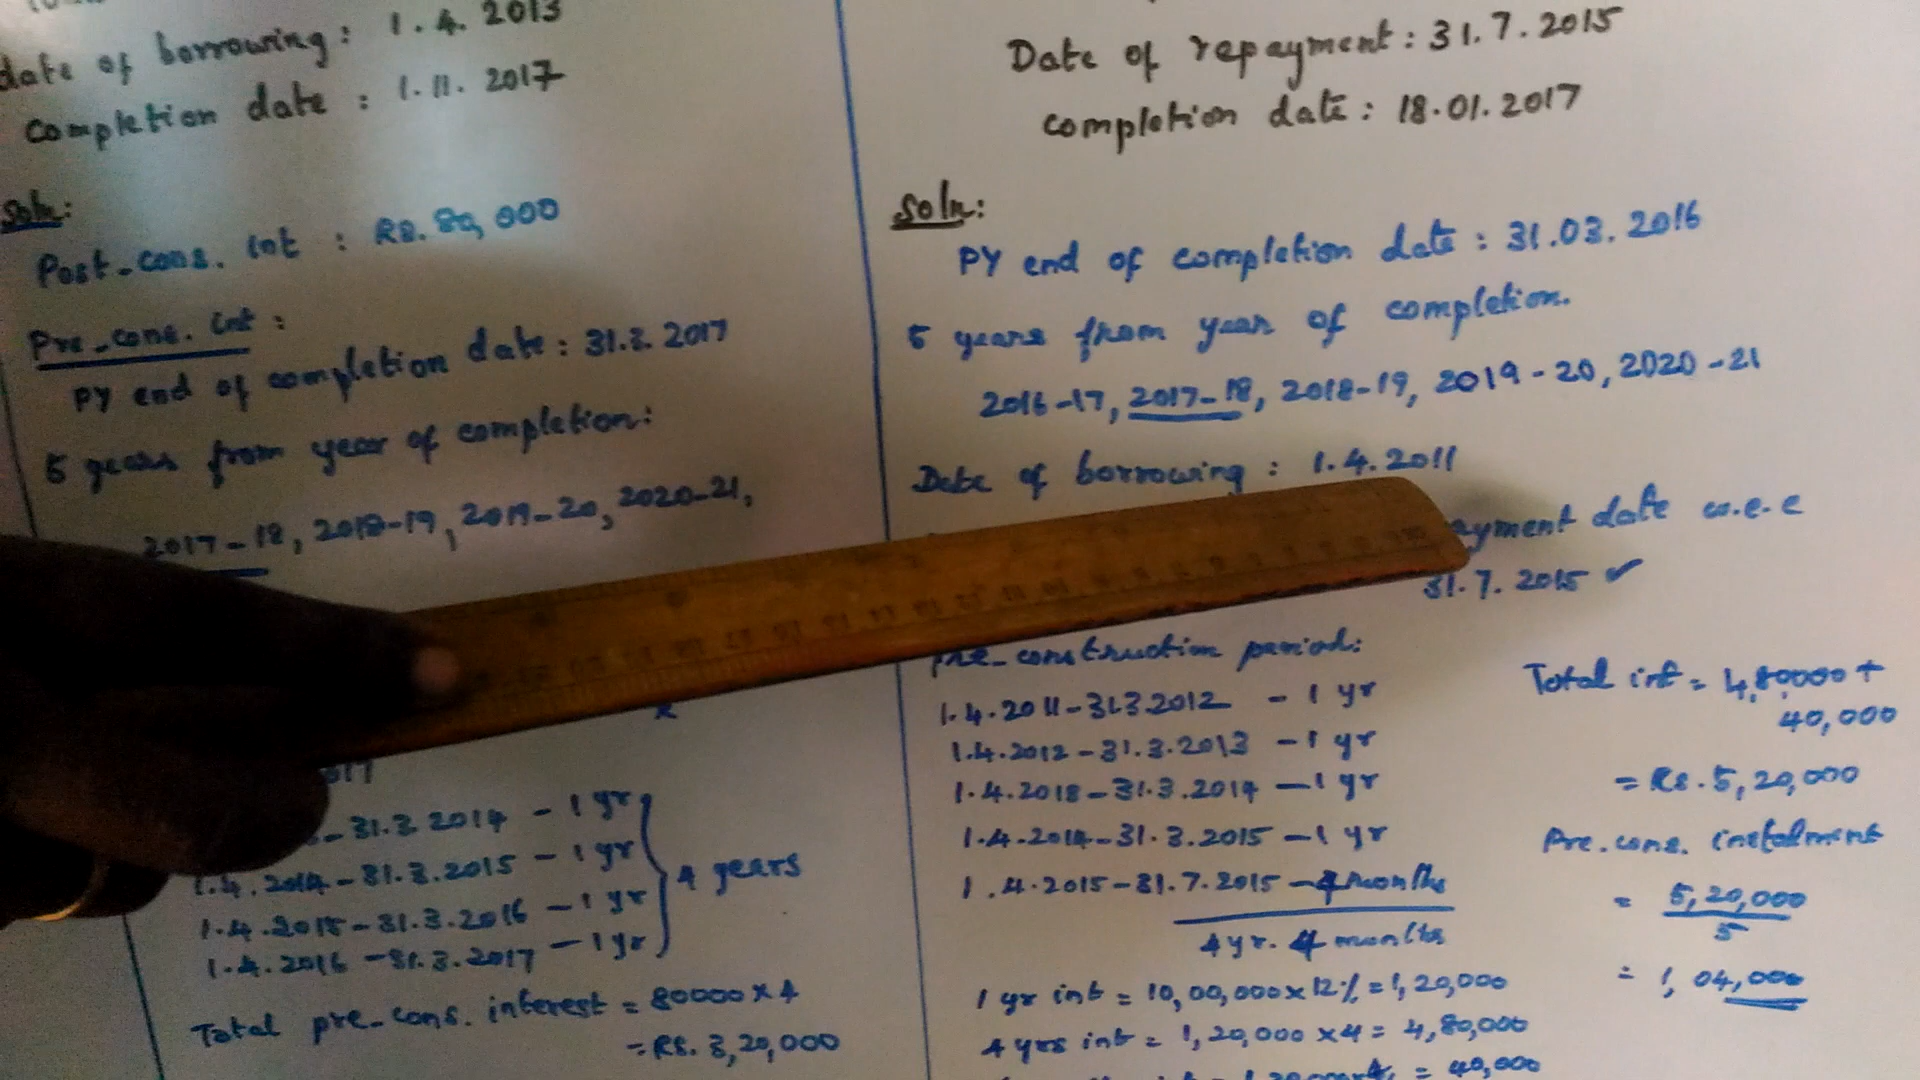 date of borrowing: 1.4.2013
completion date : 1.11.2017
Soln:
Post-cons. int : Rs. 80,000
Pre-cons. int :
PY end of completion date: 31.3.2017
5 years from year of completion:
2017-18, 2018-19, 2019-20, 2020-21,
31.3.2014 - 1 yr
1.4.2014-31.3.2015 - 1 yr
1.4.2015-31.3.2016 - 1 yr
1.4.2016-31.3.2017 - 1 yr
4 years
Total pre-cons. interest = 80000 x 4
= Rs. 3,20,000
Date of repayment: 31.7.2015
completion date: 18.01.2017
Soln:
PY end of completion date: 31.03.2016
5 years from year of completion.
2016-17, 2017-18, 2018-19, 2019-20, 2020-21
Date of borrowing: 1.4.2011
ayment date w.e.e
31.7.2015 ✓
Pre-construction period:
1.4.2011-31.3.2012 - 1 yr
1.4.2012-31.3.2013 - 1 yr
1.4.2013-31.3.2014 - 1 yr
1.4.2014-31.3.2015 - 1 yr
1.4.2015-31.7.2015 - 4 months
4 yr. 4 months
1 yr int = 10,00,000 x 12% = 1,20,000
4 yrs int = 1,20,000 x 4 = 4,80,000
= 40,000
Total int = 4,80000 +
40,000
= Rs. 5,20,000
Pre.cons. instalment
= 5,20,000
5
= 1,04,000